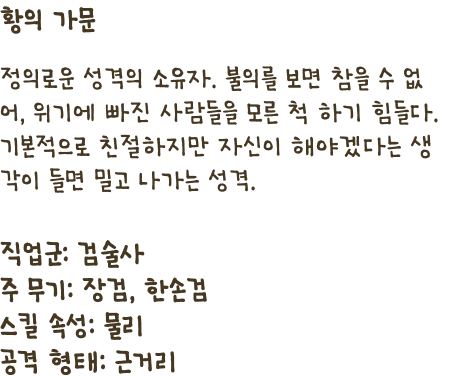 황의 가문
정의로운 성격의 소유자. 불의를 보면 참을 수 없
어, 위기에 빠진 사람들을 모른 척 하기 힘들다.
기본적으로 친절하지만 자신이 해야겠다는 생
각이 들면 밀고 나가는 성격.
직업군: 검술사
주 무기: 장검, 한손검
스킬 속성: 물리
공격 형태: 근거리